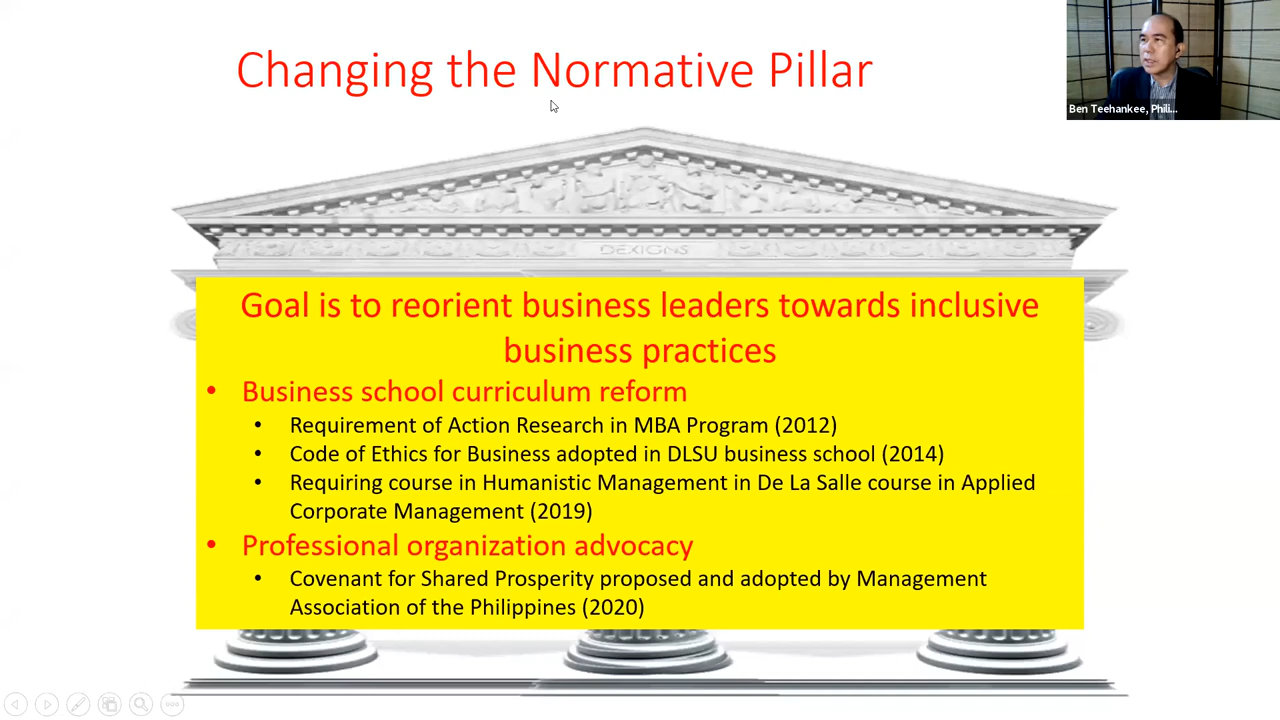 Changing the Normative Pillar
Ben Teehankee, Phili...
DEXIGNS
Goal is to reorient business leaders towards inclusive
business practices
• Business school curriculum reform
• Requirement of Action Research in MBA Program (2012)
• Code of Ethics for Business adopted in DLSU business school (2014)
• Requiring course in Humanistic Management in De La Salle course in Applied
Corporate Management (2019)
• Professional organization advocacy
• Covenant for Shared Prosperity proposed and adopted by Management
Association of the Philippines (2020)